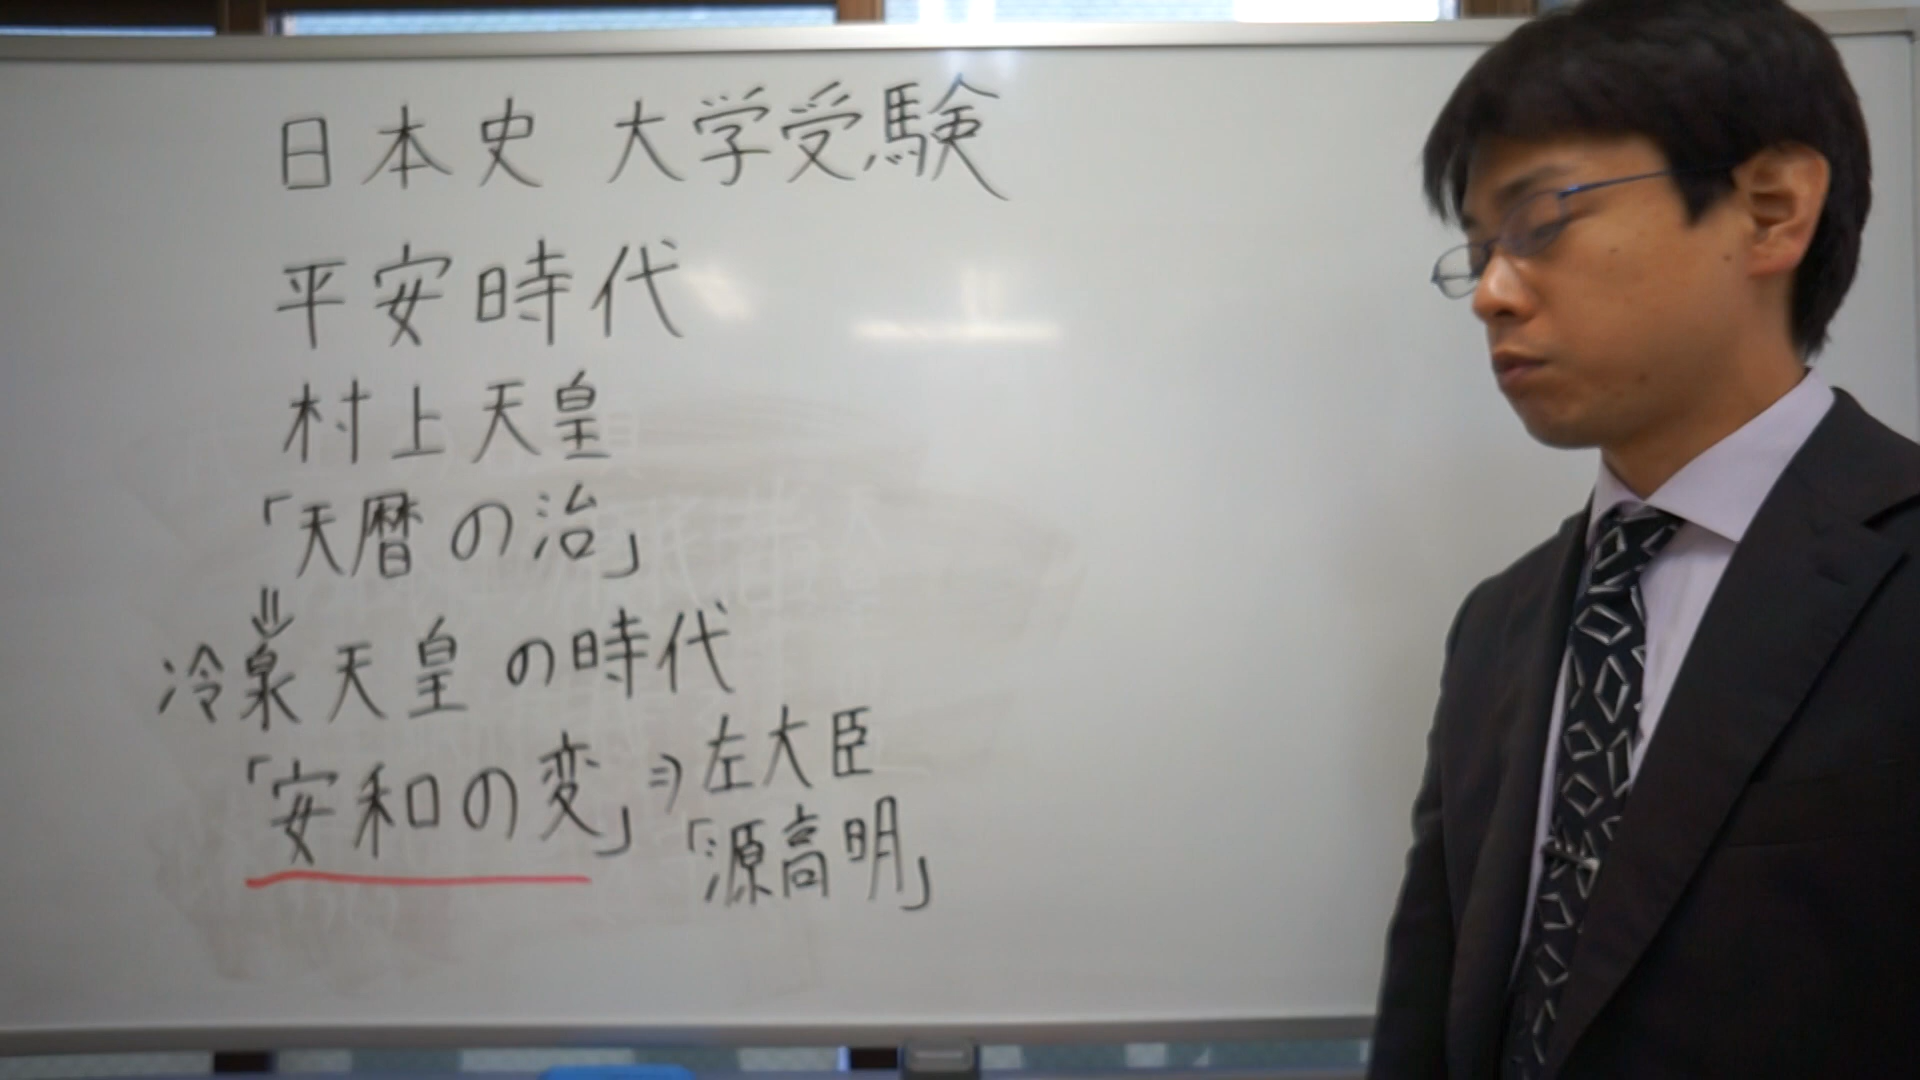 日本史 大学受験
平安時代
村上天皇
「天暦の治」
⇓
冷泉天皇の時代
「安和の変」⇒左大臣
「源高明」